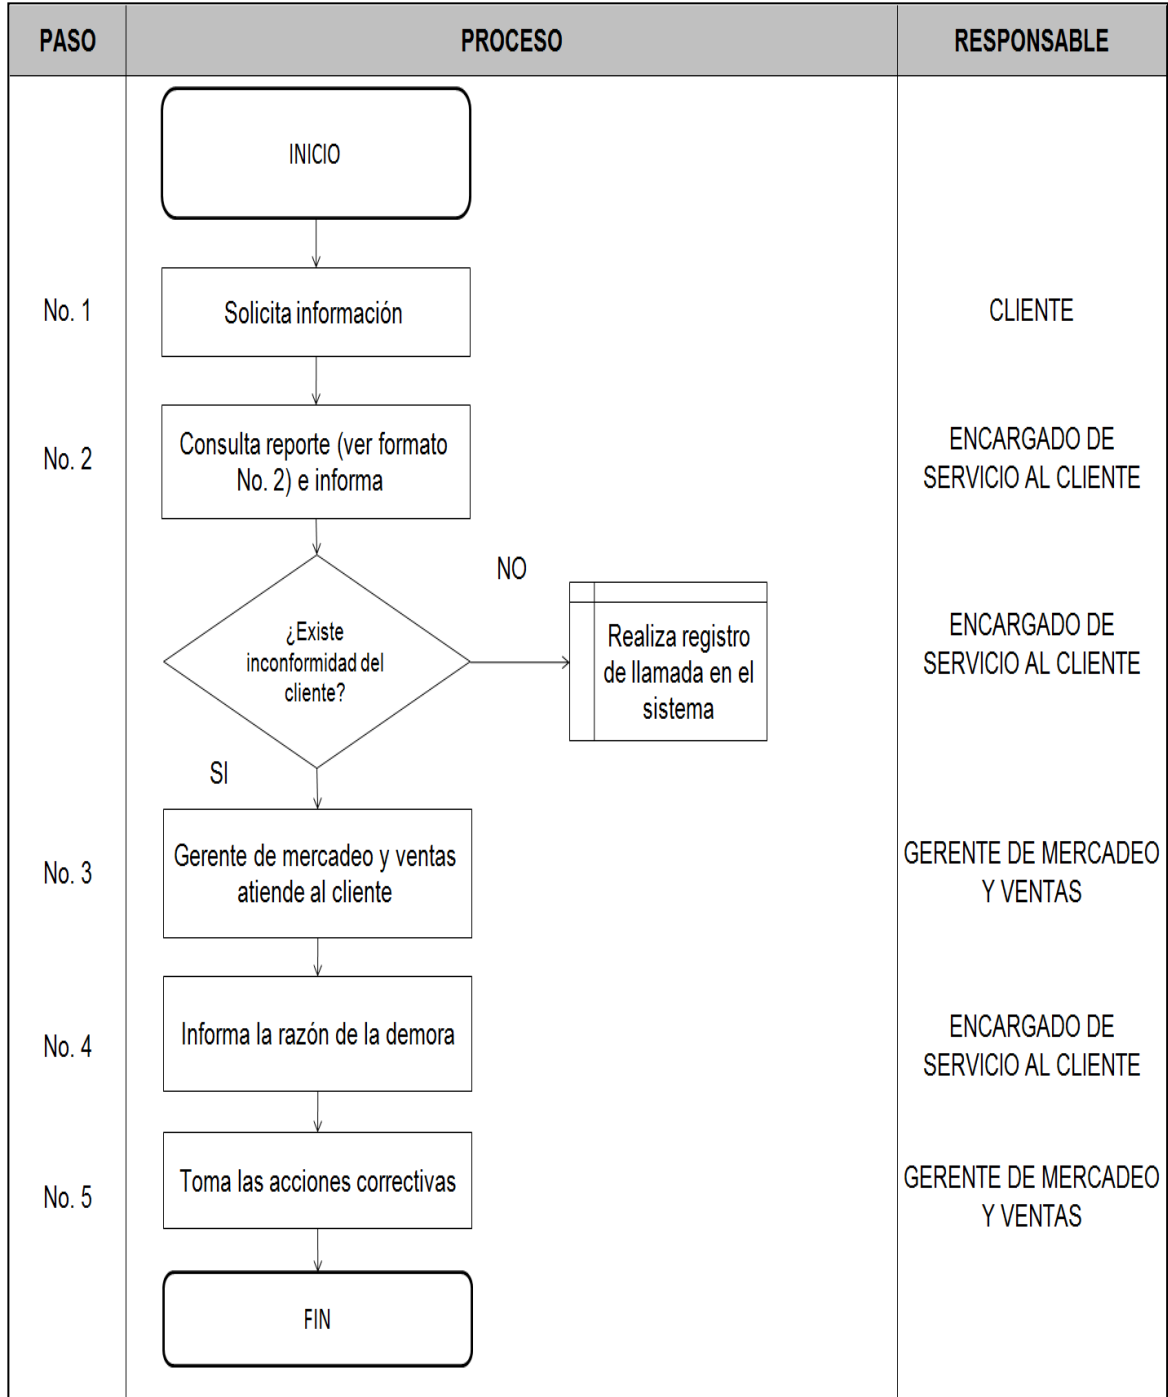 PASO
PROCESO
RESPONSABLE
INICIO
No. 1
Solicita información
CLIENTE
No. 2
Consulta reporte (ver formato
No. 2) e informa
ENCARGADO DE
SERVICIO AL CLIENTE
NO
¿Existe
inconformidad del
cliente?
Realiza registro
de llamada en el
sistema
ENCARGADO DE
SERVICIO AL CLIENTE
SI
No. 3
Gerente de mercadeo y ventas
atiende al cliente
GERENTE DE MERCADEO
Y VENTAS
No. 4
Informa la razón de la demora
ENCARGADO DE
SERVICIO AL CLIENTE
No. 5
Toma las acciones correctivas
GERENTE DE MERCADEO
Y VENTAS
FIN